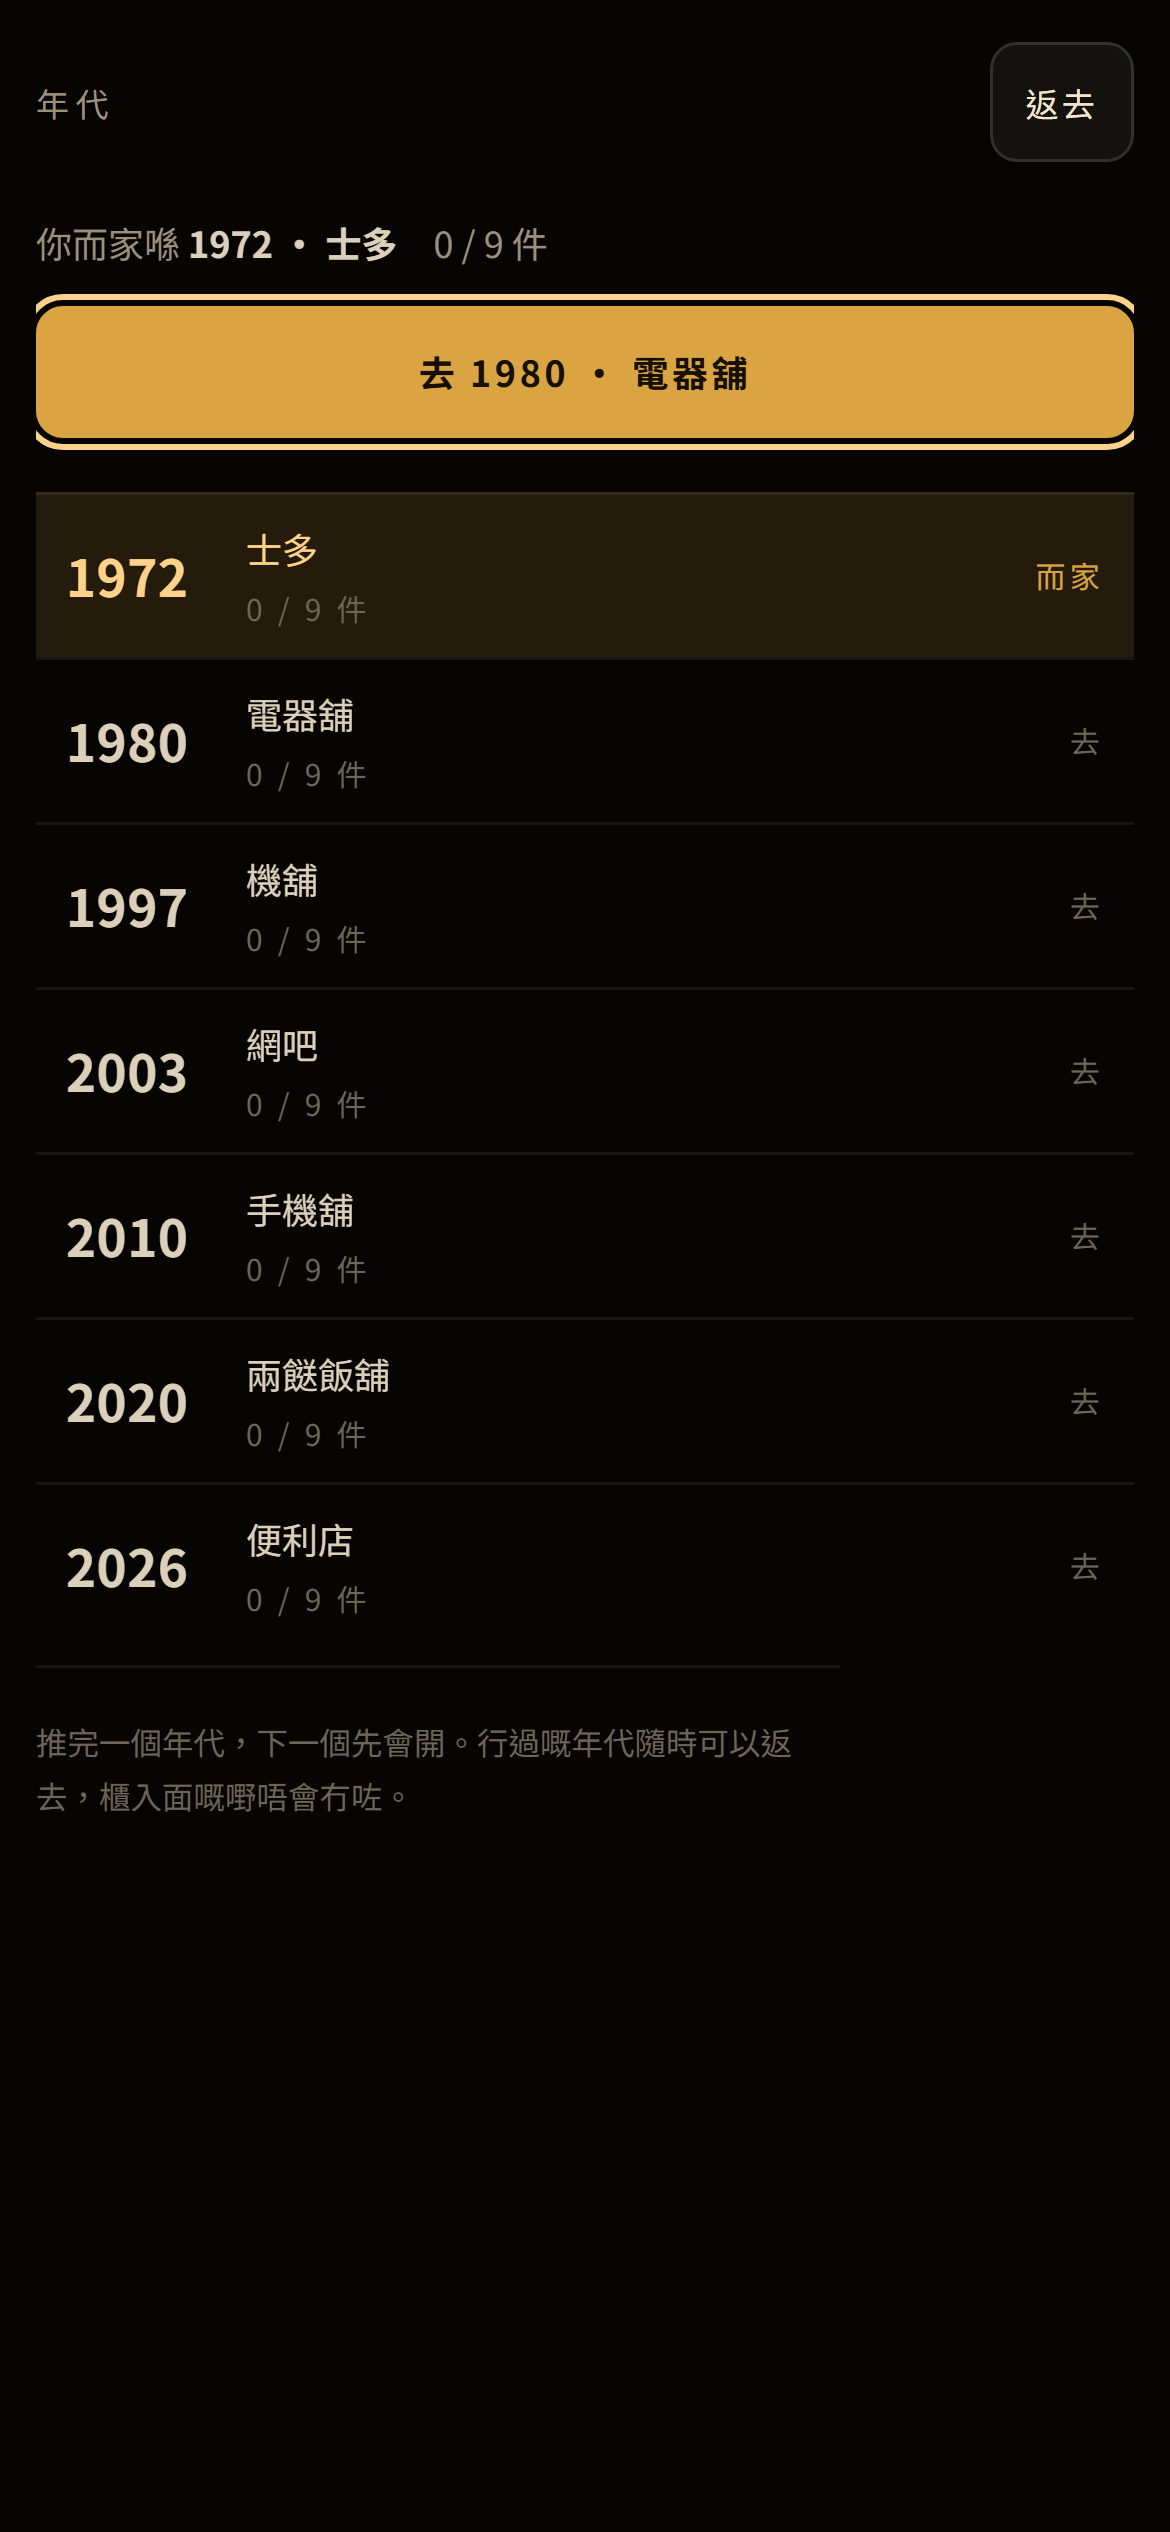 年代
返去
你而家喺 1972 · 士多 0 / 9 件
去 1980 · 電器舖
1972
士多
0 / 9 件
而家
1980
電器舖
0 / 9 件
去
1997
機舖
0 / 9 件
去
2003
網吧
0 / 9 件
去
2010
手機舖
0 / 9 件
去
2020
兩餸飯舖
0 / 9 件
去
2026
便利店
0 / 9 件
去
推完一個年代，下一個先會開。行過嘅年代隨時可以返
去，櫃入面嘅嘢唔會冇咗。